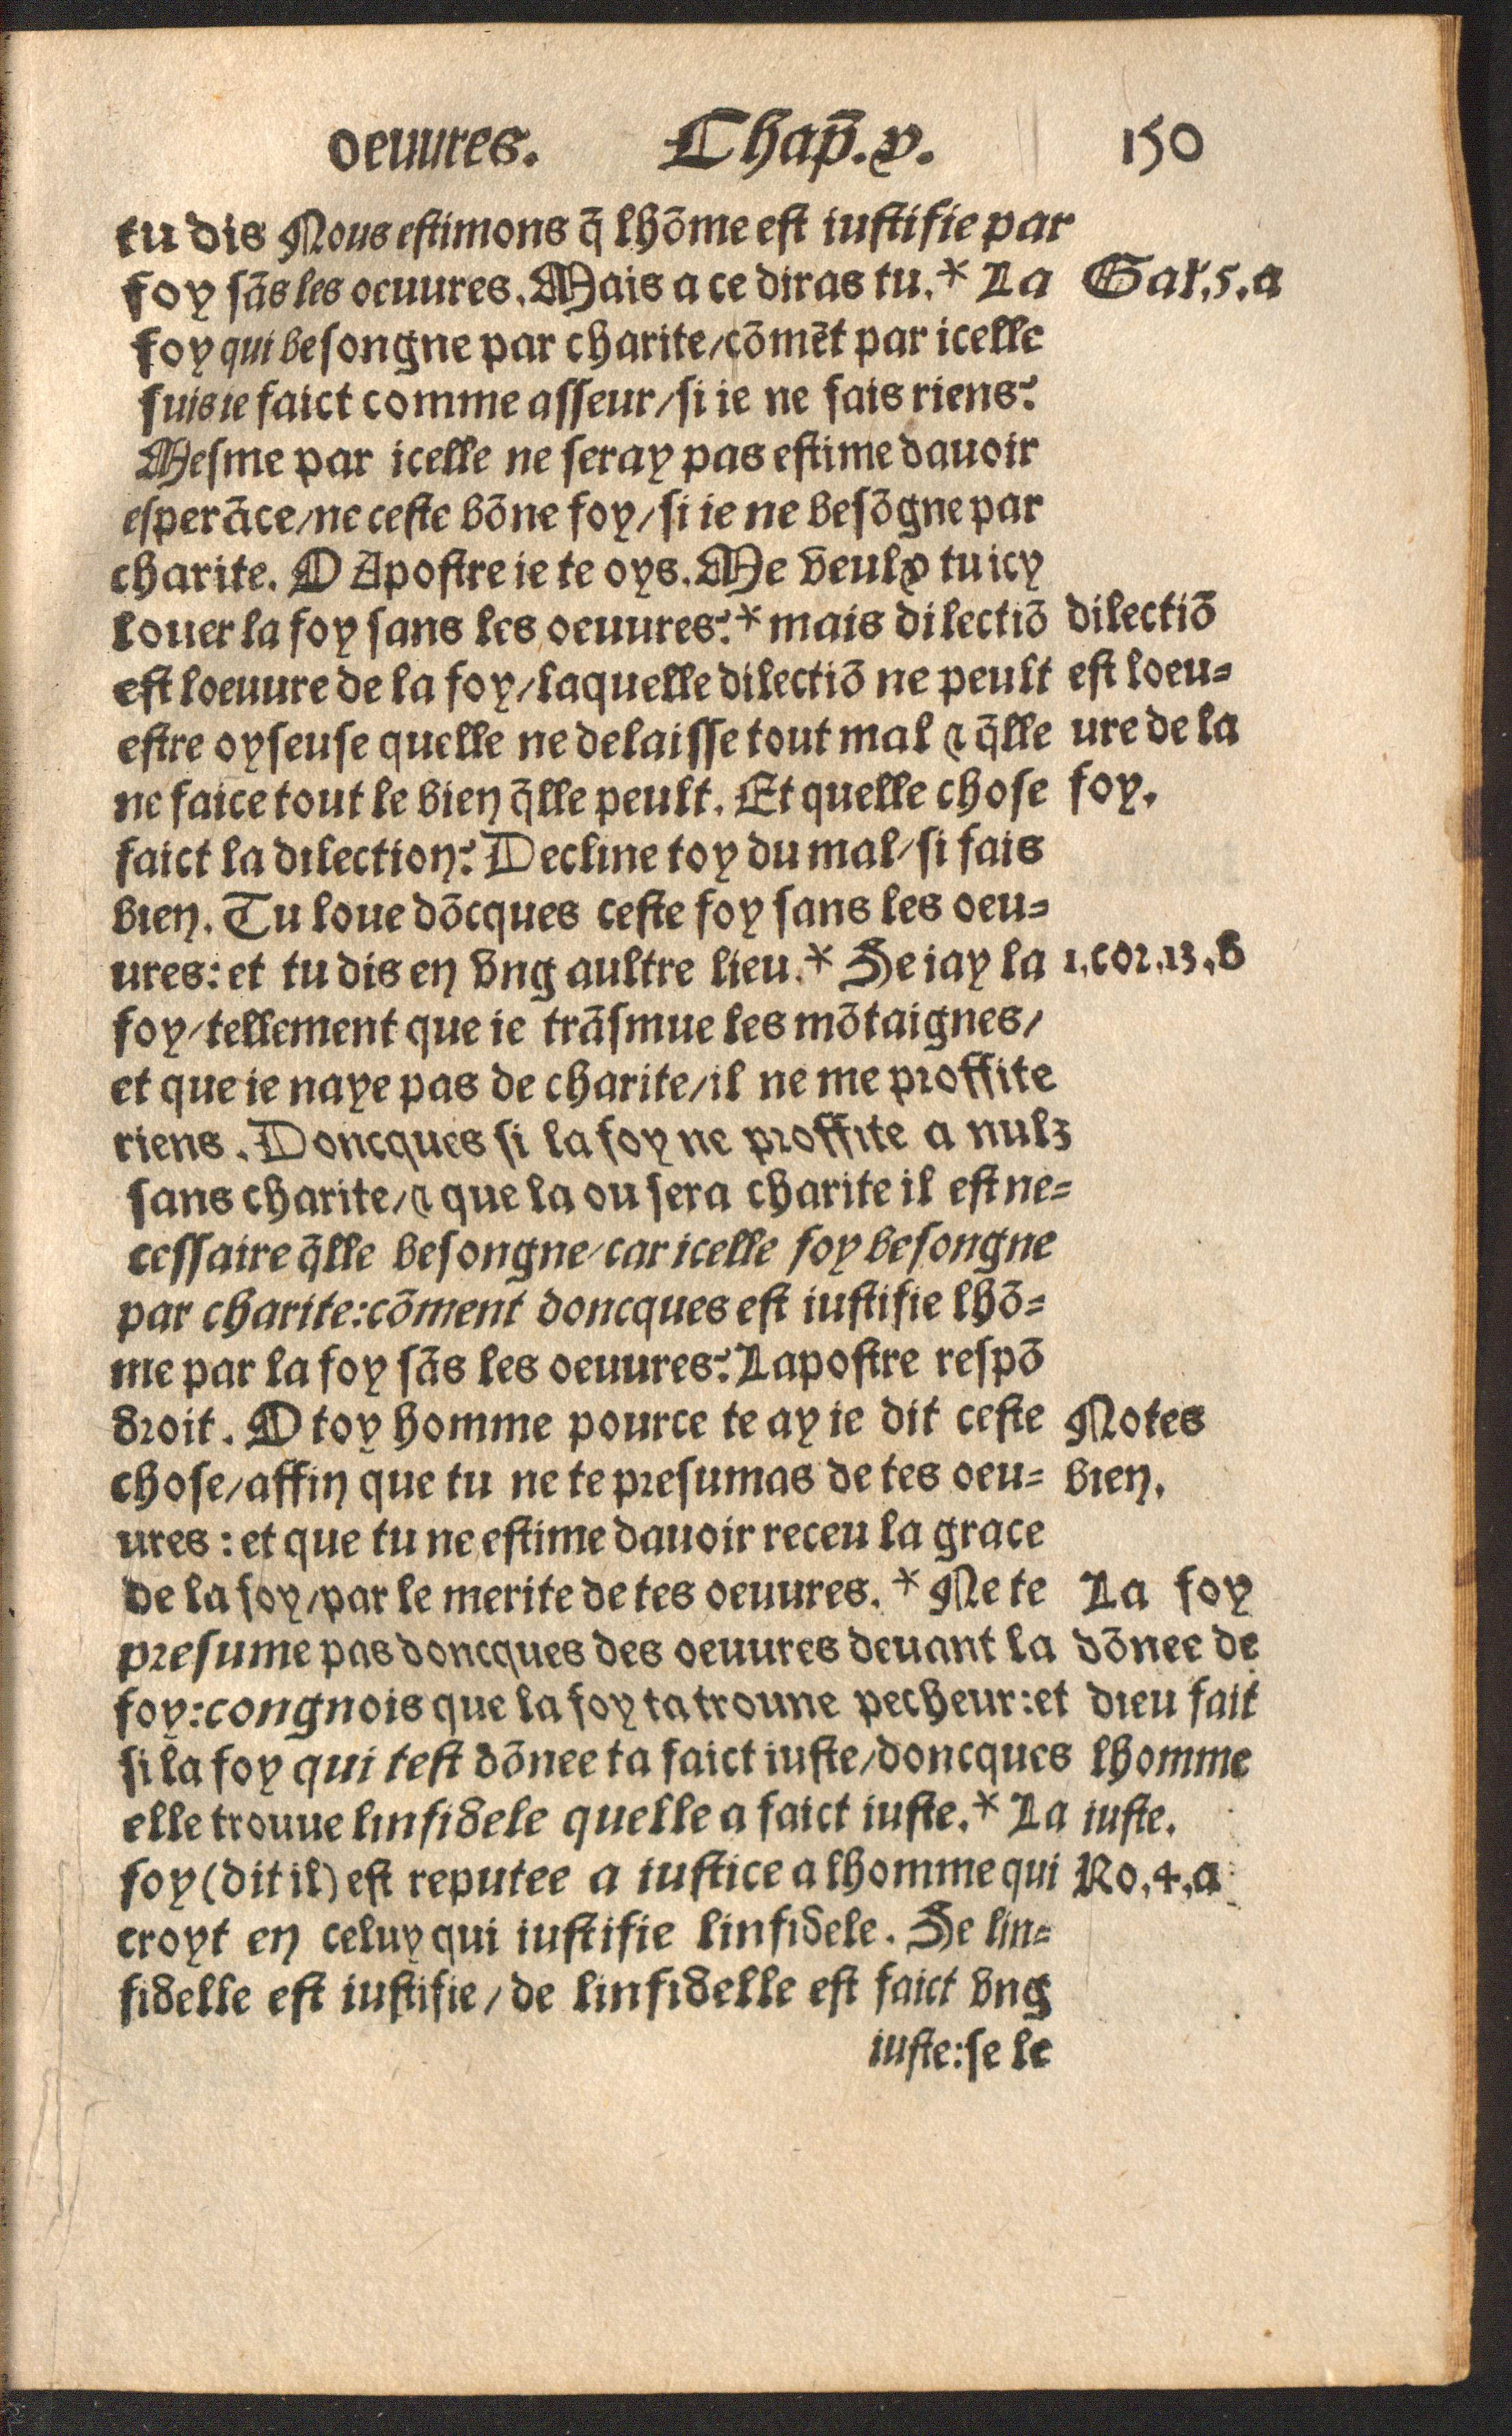 oeuures. Chap̄.v. 150
tu dis Nous estimons q̄ lhōme est iustifie par
foy sās les oeuures. Mais a ce diras tu.* La
Gal.5.a
foy qui besongne par charite/cōmēt par icelle
suis ie faict comme asseur/si ie ne fais riens?
Mesme par icelle ne seray pas estime dauoir
esperāce/ne ceste bōne foy/si ie ne besōgne par
charite. O Apostre ie te oys. Me veulx tu icy
louer la foy sans les oeuures?* mais dilectiō
est loeuure de la foy/laquelle dilectiō ne peult
estre oyseuse quelle ne delaisse tout mal ⁊ q̄lle
ne faice tout le bien q̄lle peult. Et quelle chose
dilectiō
est loeu=
ure de la
foy.
faict la dilection? Decline toy du mal/si fais
bien. Tu loue dōcques ceste foy sans les oeu=
ures: et tu dis en vng aultre lieu.* Se iay la
1.cor.13.b
foy/tellement que ie trāsmue les mōtaignes/
et que ie naye pas de charite/il ne me proffite
riens. Doncques si la foy ne proffite a nulz
sans charite/⁊ que la ou sera charite il est ne=
cessaire q̄lle besongne/car icelle foy besongne
par charite:cōment doncques est iustifie lhō=
me par la foy sās les oeuures? Lapostre respō
droit. O toy homme pource te ay ie dit ceste
chose/affin que tu ne te presumas de tes oeu=
Notes
bien.
ures: et que tu ne estime dauoir receu la grace
de la foy/par le merite de tes oeuures.* Ne te
presume pas doncques des oeuures deuant la
foy:congnois que la foy ta troune pecheur:et
si la foy qui test dōnee ta faict iuste/doncques
elle trouue linfidele quelle a faict iuste.* La
La foy
dōnee de
dieu fait
lhomme
iuste.
foy (dit il) est reputee a iustice a lhomme qui
Ro.4.a
croyt en celuy qui iustifie linfidele. Se lin=
fidelle est iustifie/de linfidelle est faict vng
iuste:se le